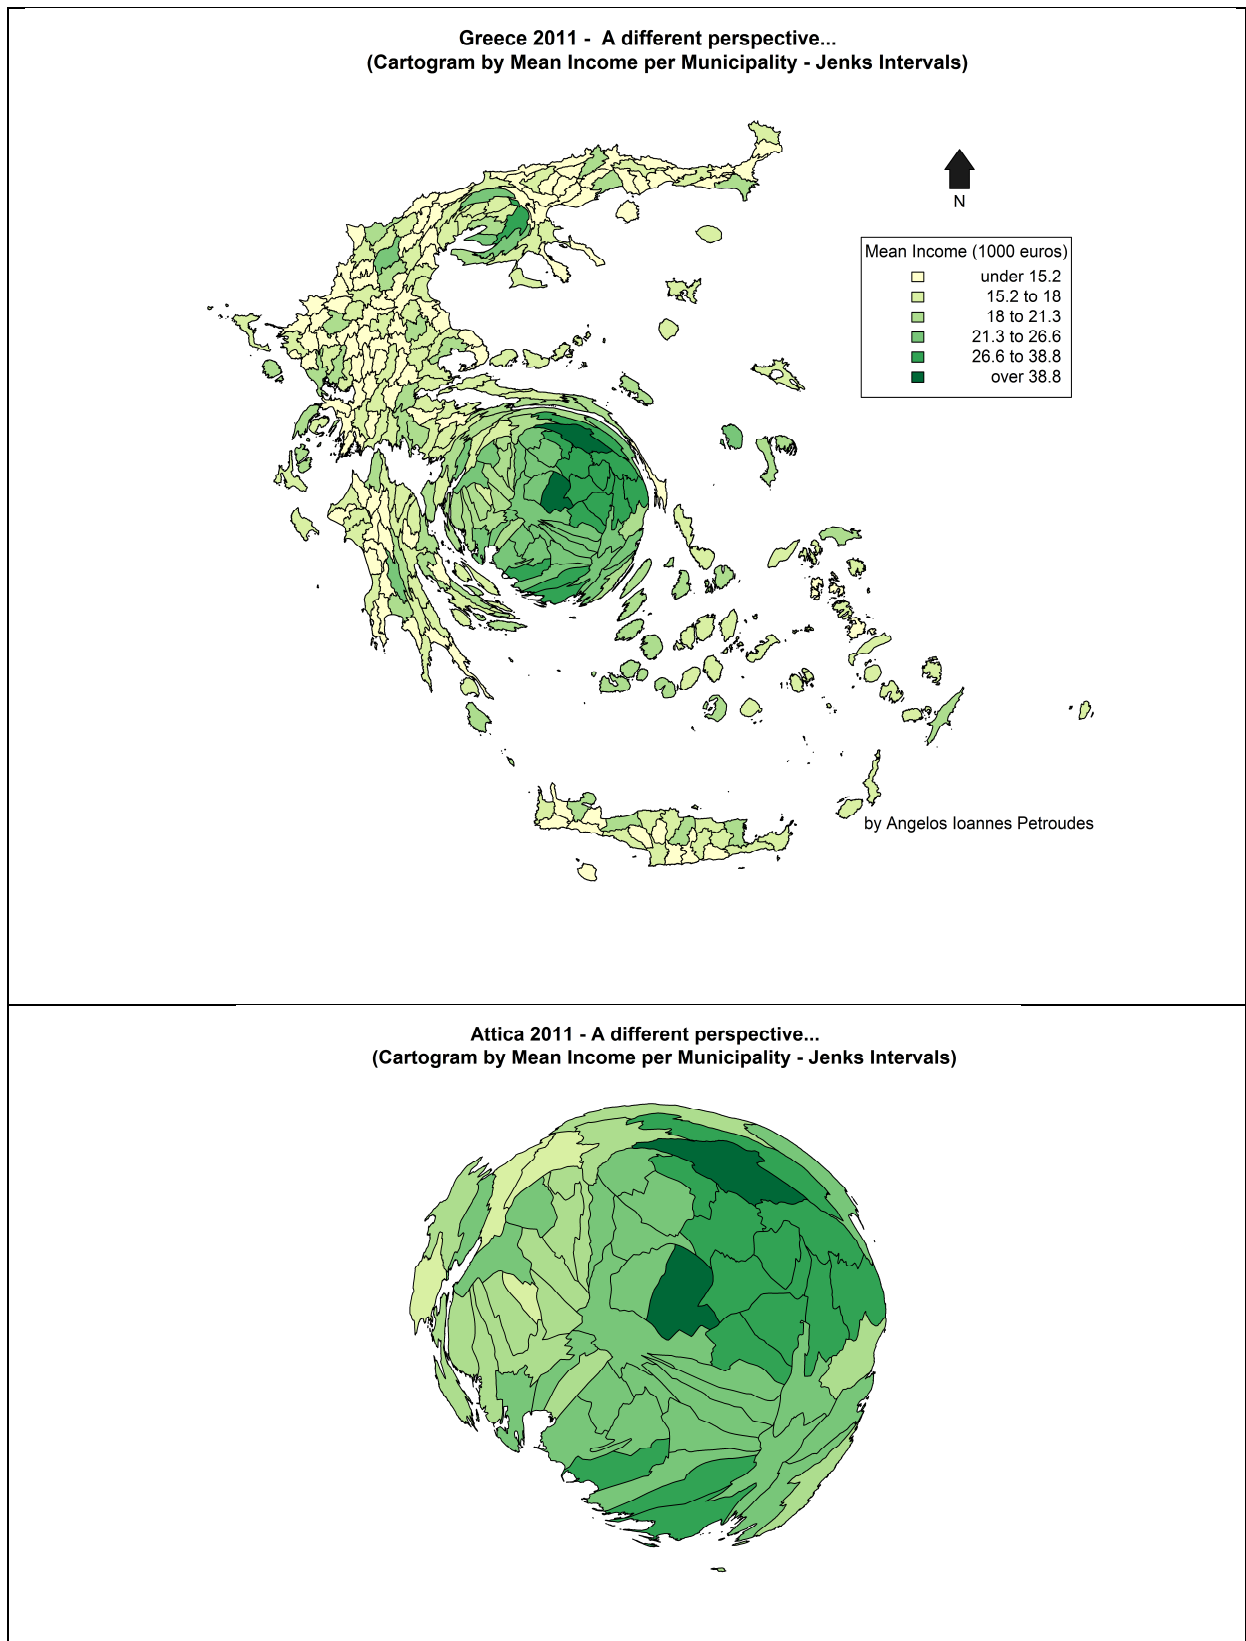 Greece 2011 - A different perspective...
(Cartogram by Mean Income per Municipality - Jenks Intervals)
N
Mean Income (1000 euros)
under 15.2
15.2 to 18
18 to 21.3
21.3 to 26.6
26.6 to 38.8
over 38.8
by Angelos Ioannes Petroudes
Attica 2011 - A different perspective...
(Cartogram by Mean Income per Municipality - Jenks Intervals)